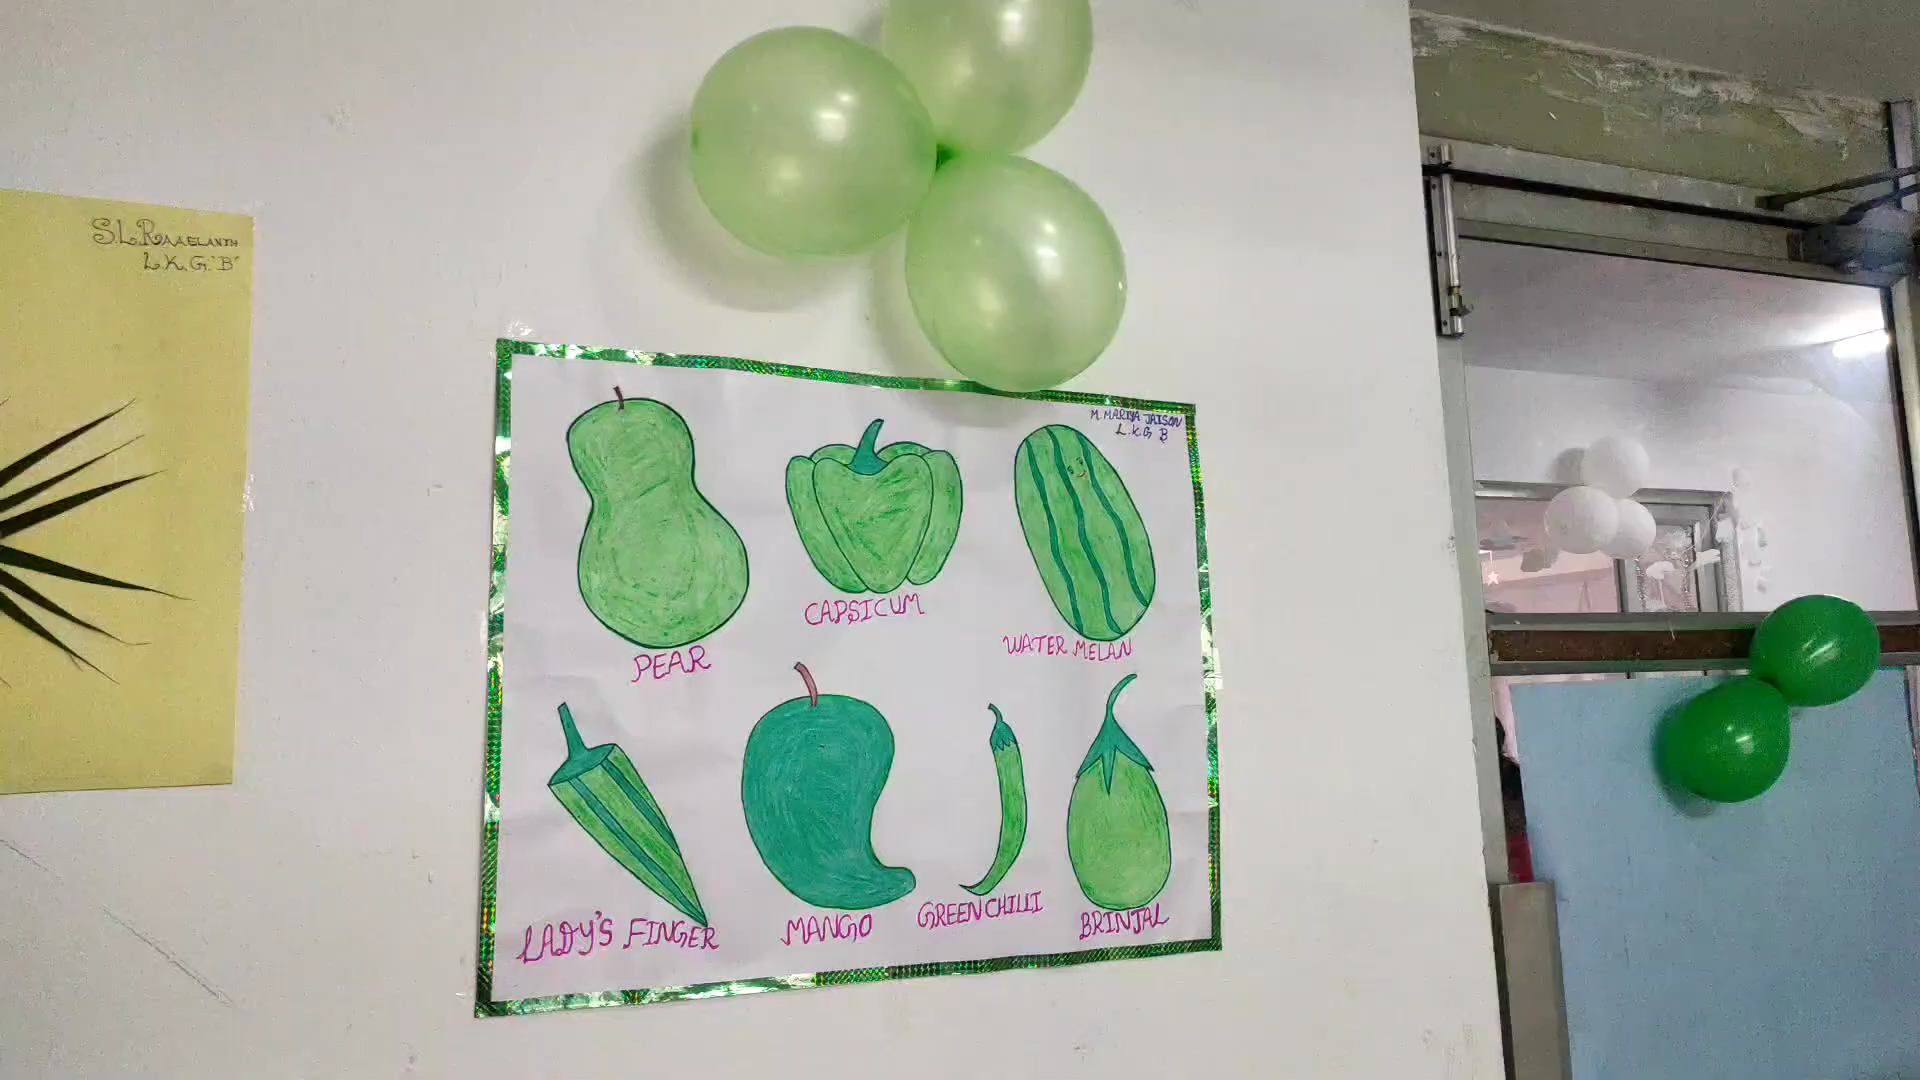 S.L.RAAELANTH
L.K.G."B"
M. MARIYA JAISON
L.K.G B
PEAR
CAPSICUM
WATER MELAN
LADY'S FINGER
MANGO
GREEN CHILLI
BRINJAL